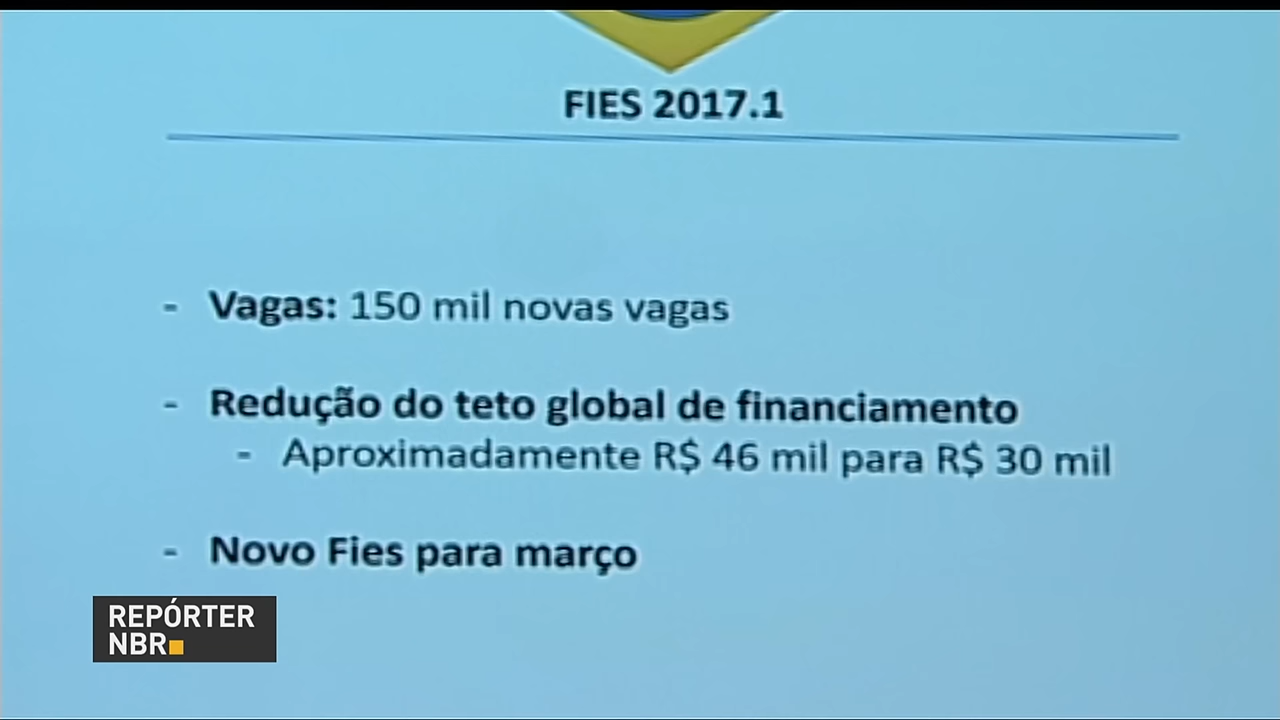 FIES 2017.1
- Vagas: 150 mil novas vagas
- Redução do teto global de financiamento
- Aproximadamente R$ 46 mil para R$ 30 mil
- Novo Fies para março
REPÓRTER
NBR